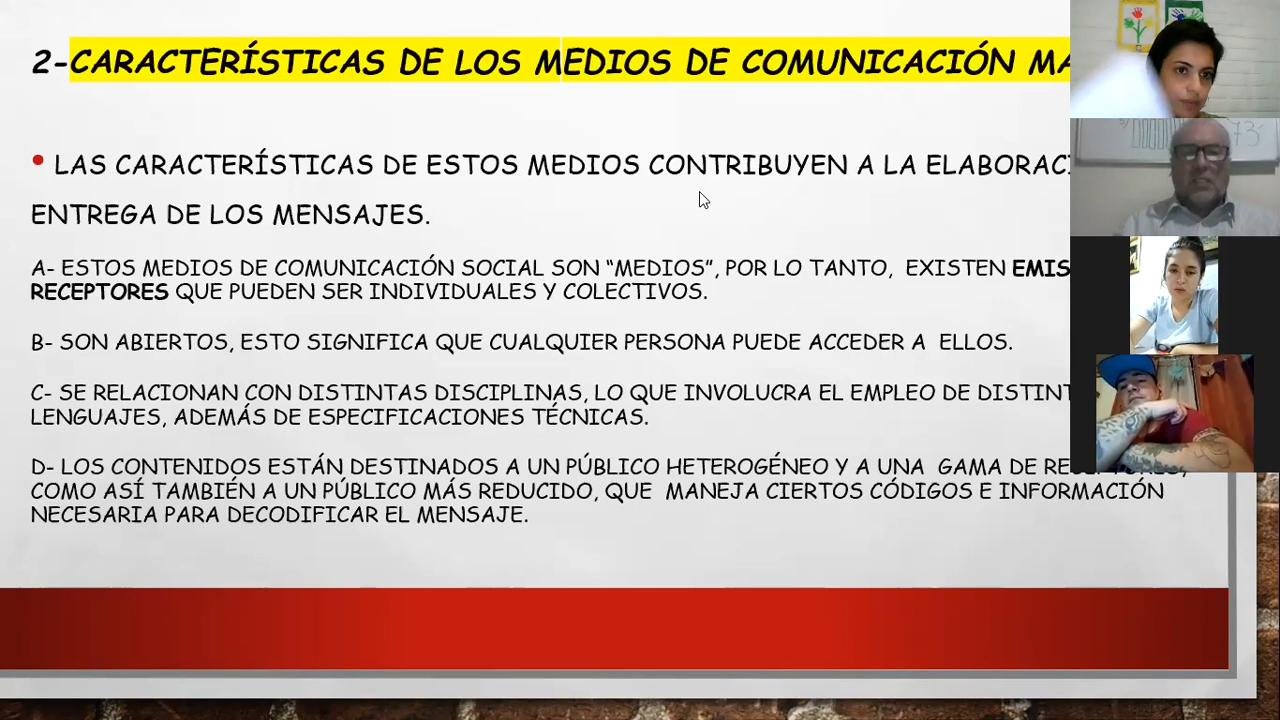 2-CARACTERÍSTICAS DE LOS MEDIOS DE COMUNICACIÓN
• LAS CARACTERÍSTICAS DE ESTOS MEDIOS CONTRIBUYEN A LA
ENTREGA DE LOS MENSAJES.
A- ESTOS MEDIOS DE COMUNICACIÓN SOCIAL SON “MEDIOS”, POR LO TANTO, EXISTEN
RECEPTORES QUE PUEDEN SER INDIVIDUALES Y COLECTIVOS.
B- SON ABIERTOS, ESTO SIGNIFICA QUE CUALQUIER PERSONA PUEDE ACCEDER A ELLOS.
C- SE RELACIONAN CON DISTINTAS DISCIPLINAS, LO QUE INVOLUCRA EL EMPLEO DE
LENGUAJES, ADEMÁS DE ESPECIFICACIONES TÉCNICAS.
D- LOS CONTENIDOS ESTÁN DESTINADOS A UN PÚBLICO HETEROGÉNEO Y A UNA GAMA DE
COMO ASÍ TAMBIÉN A UN PÚBLICO MÁS REDUCIDO, QUE MANEJA CIERTOS CÓDIGOS E INFORMACIÓN
NECESARIA PARA DECODIFICAR EL MENSAJE.